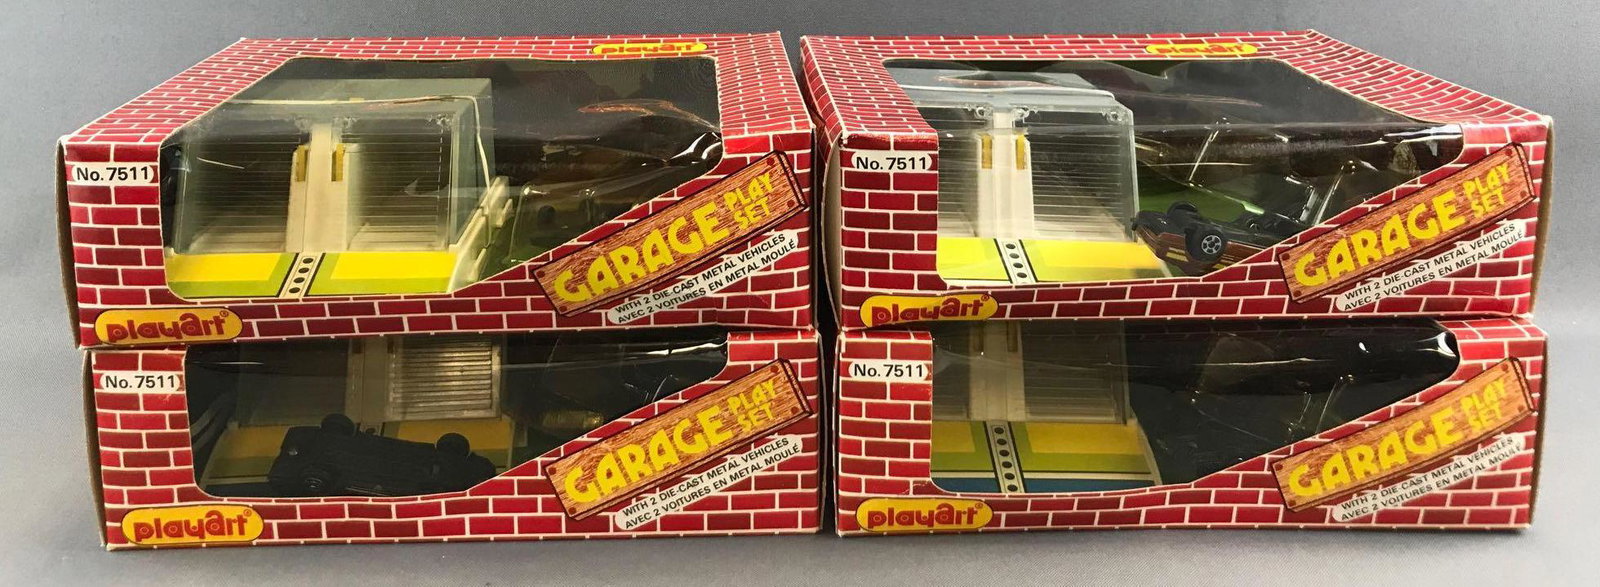 playart®
No. 7511
GARAGE PLAY SET
WITH 2 DIE-CAST METAL VEHICLES
AVEC 2 VOITURES EN METAL MOULÉ
playart®
playart®
No. 7511
GARAGE PLAY SET
WITH 2 DIE-CAST METAL VEHICLES
AVEC 2 VOITURES EN METAL MOULÉ
playart®
No. 7511
GARAGE PLAY SET
WITH 2 DIE-CAST METAL VEHICLES
AVEC 2 VOITURES EN METAL MOULÉ
playart®
No. 7511
GARAGE PLAY SET
WITH 2 DIE-CAST METAL VEHICLES
AVEC 2 VOITURES EN METAL MOULÉ
playart®